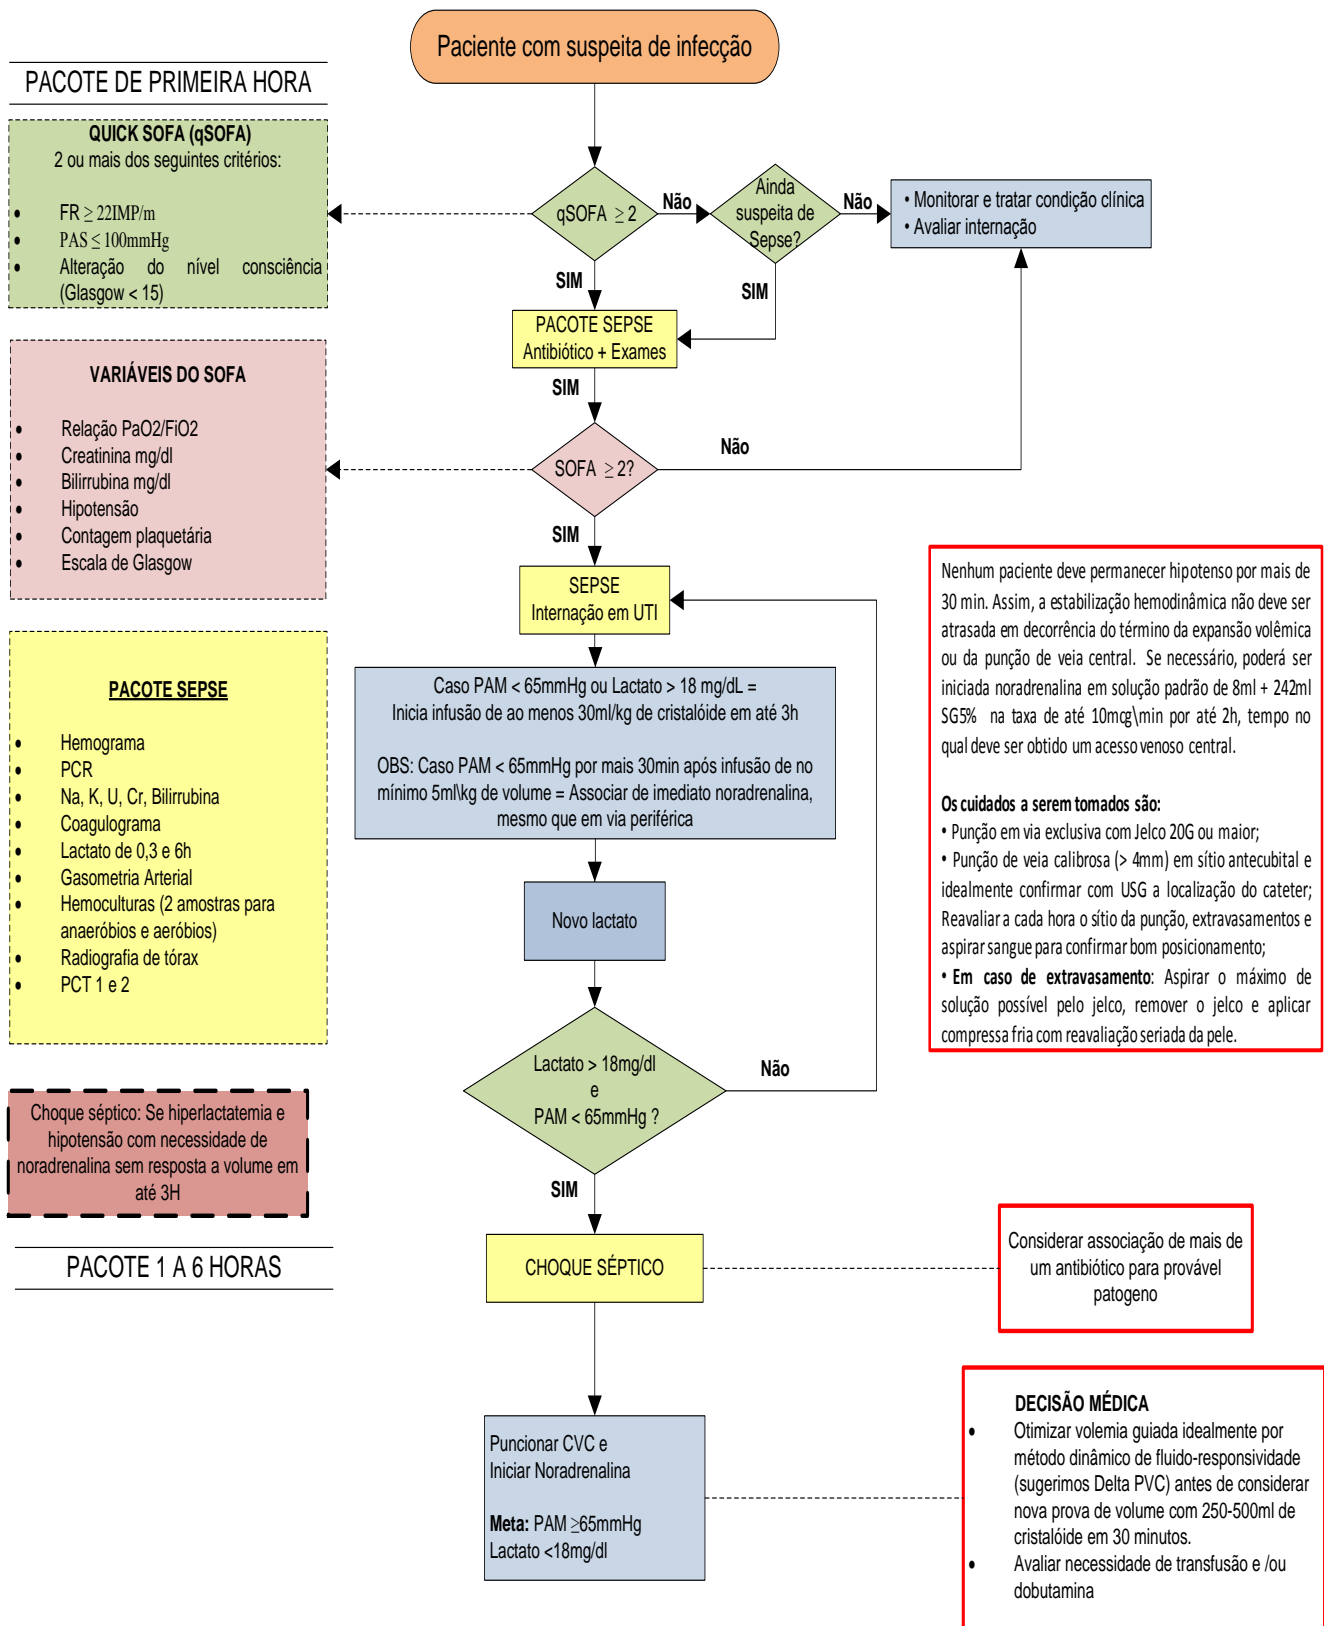 Paciente com suspeita de infecção
PACOTE DE PRIMEIRA HORA
QUICK SOFA (qSOFA)
2 ou mais dos seguintes critérios:
• FR ≥ 22IMP/m
• PAS ≤ 100mmHg
• Alteração do nível consciência
(Glasgow < 15)
qSOFA ≥ 2
Não
Ainda
suspeita de
Sepse?
Não
• Monitorar e tratar condição clínica
• Avaliar internação
SIM
SIM
PACOTE SEPSE
Antibiótico + Exames
SIM
VARIÁVEIS DO SOFA
• Relação PaO2/FiO2
• Creatinina mg/dl
• Bilirrubina mg/dl
• Hipotensão
• Contagem plaquetária
• Escala de Glasgow
SOFA ≥ 2?
Não
SIM
SEPSE
Internação em UTI
Nenhum paciente deve permanecer hipotenso por mais de
30 min. Assim, a estabilização hemodinâmica não deve ser
atrasada em decorrência do término da expansão volêmica
ou da punção de veia central. Se necessário, poderá ser
iniciada noradrenalina em solução padrão de 8ml + 242ml
SG5% na taxa de até 10mcg\min por até 2h, tempo no
qual deve ser obtido um acesso venoso central.
Os cuidados a serem tomados são:
• Punção em via exclusiva com Jelco 20G ou maior;
• Punção de veia calibrosa (> 4mm) em sítio antecubital e
idealmente confirmar com USG a localização do cateter;
Reavaliar a cada hora o sítio da punção, extravasamentos e
aspirar sangue para confirmar bom posicionamento;
• Em caso de extravasamento: Aspirar o máximo de
solução possível pelo jelco, remover o jelco e aplicar
compressa fria com reavaliação seriada da pele.
PACOTE SEPSE
• Hemograma
• PCR
• Na, K, U, Cr, Bilirrubina
• Coagulograma
• Lactato de 0,3 e 6h
• Gasometria Arterial
• Hemoculturas (2 amostras para
anaeróbios e aeróbios)
• Radiografia de tórax
• PCT 1 e 2
Caso PAM < 65mmHg ou Lactato > 18 mg/dL =
Inicia infusão de ao menos 30ml/kg de cristalóide em até 3h
OBS: Caso PAM < 65mmHg por mais 30min após infusão de no
mínimo 5ml\kg de volume = Associar de imediato noradrenalina,
mesmo que em via periférica
Novo lactato
Lactato > 18mg/dl
e
PAM < 65mmHg ?
Não
SIM
Choque séptico: Se hiperlactatemia e
hipotensão com necessidade de
noradrenalina sem resposta a volume em
até 3H
PACOTE 1 A 6 HORAS
CHOQUE SÉPTICO
Considerar associação de mais de
um antibiótico para provável
patogeno
Puncionar CVC e
Iniciar Noradrenalina
Meta: PAM ≥65mmHg
Lactato <18mg/dl
DECISÃO MÉDICA
• Otimizar volemia guiada idealmente por
método dinâmico de fluido-responsividade
(sugerimos Delta PVC) antes de considerar
nova prova de volume com 250-500ml de
cristalóide em 30 minutos.
• Avaliar necessidade de transfusão e /ou
dobutamina